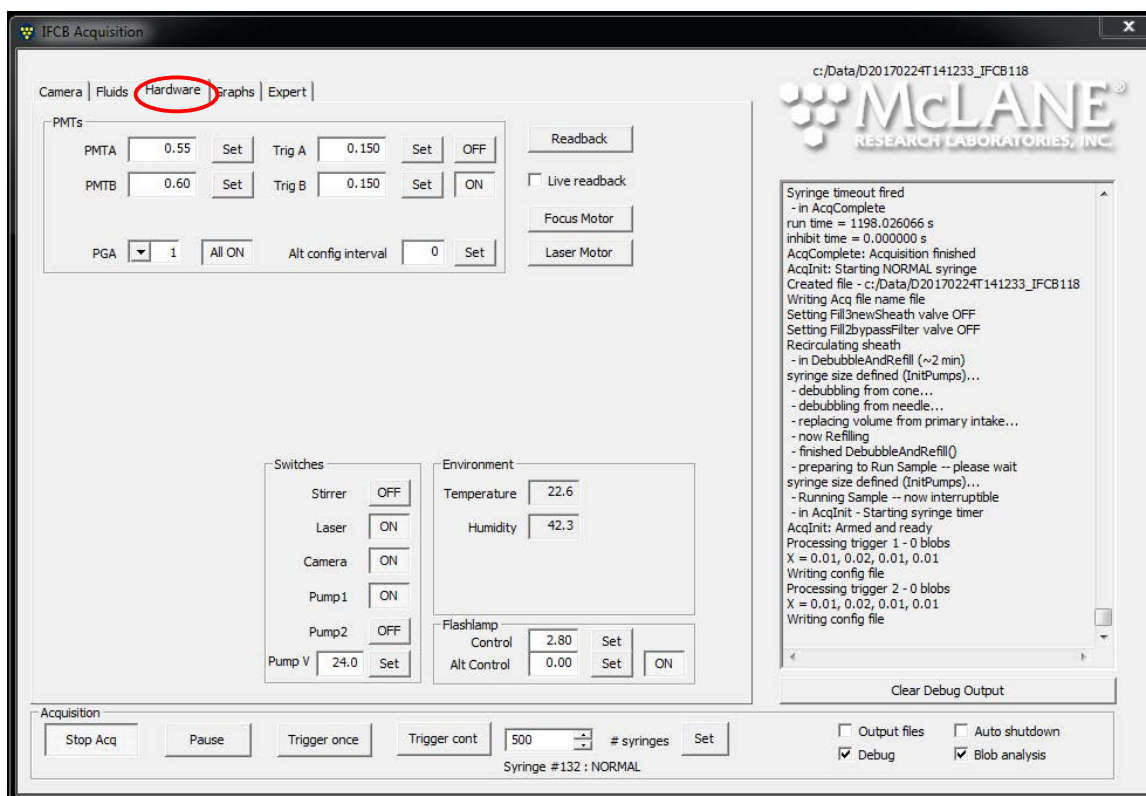 IFCB Acquisition
x
c:/Data/D20170224T141233_IFCB118
McLANE®
RESEARCH LABORATORIES, INC.
Camera Fluids Hardware Graphs Expert
PMTs
PMTA 0.55 Set Trig A 0.150 Set OFF
PMTB 0.60 Set Trig B 0.150 Set ON
PGA 1 All ON Alt config interval 0 Set
Readback
Live readback
Focus Motor
Laser Motor
Switches
Stirrer OFF
Laser ON
Camera ON
Pump1 ON
Pump2 OFF
Pump V 24.0 Set
Environment
Temperature 22.6
Humidity 42.3
Flashlamp
Control 2.80 Set
Alt Control 0.00 Set ON
Syringe timeout fired
- in AcqComplete
run time = 1198.026066 s
inhibit time = 0.000000 s
AcqComplete: Acquisition finished
AcqInit: Starting NORMAL syringe
Created file - c:/Data/D20170224T141233_IFCB118
Writing Acq file name file
Setting Fill3newSheath valve OFF
Setting Fill2bypassFilter valve OFF
Recirculating sheath
- in DebubbleAndRefill (~2 min)
syringe size defined (InitPumps)...
- debubbling from cone...
- debubbling from needle...
- replacing volume from primary intake...
- now Refilling
- finished DebubbleAndRefill()
- preparing to Run Sample -- please wait
syringe size defined (InitPumps)...
- Running Sample -- now interruptible
- in AcqInit - Starting syringe timer
AcqInit: Armed and ready
Processing trigger 1 - 0 blobs
X = 0.01, 0.02, 0.01, 0.01
Writing config file
Processing trigger 2 - 0 blobs
X = 0.01, 0.02, 0.01, 0.01
Writing config file
Clear Debug Output
Acquisition
Stop Acq Pause Trigger once Trigger cont 500 # syringes Set
Syringe #132 : NORMAL
Output files Auto shutdown
Debug Blob analysis